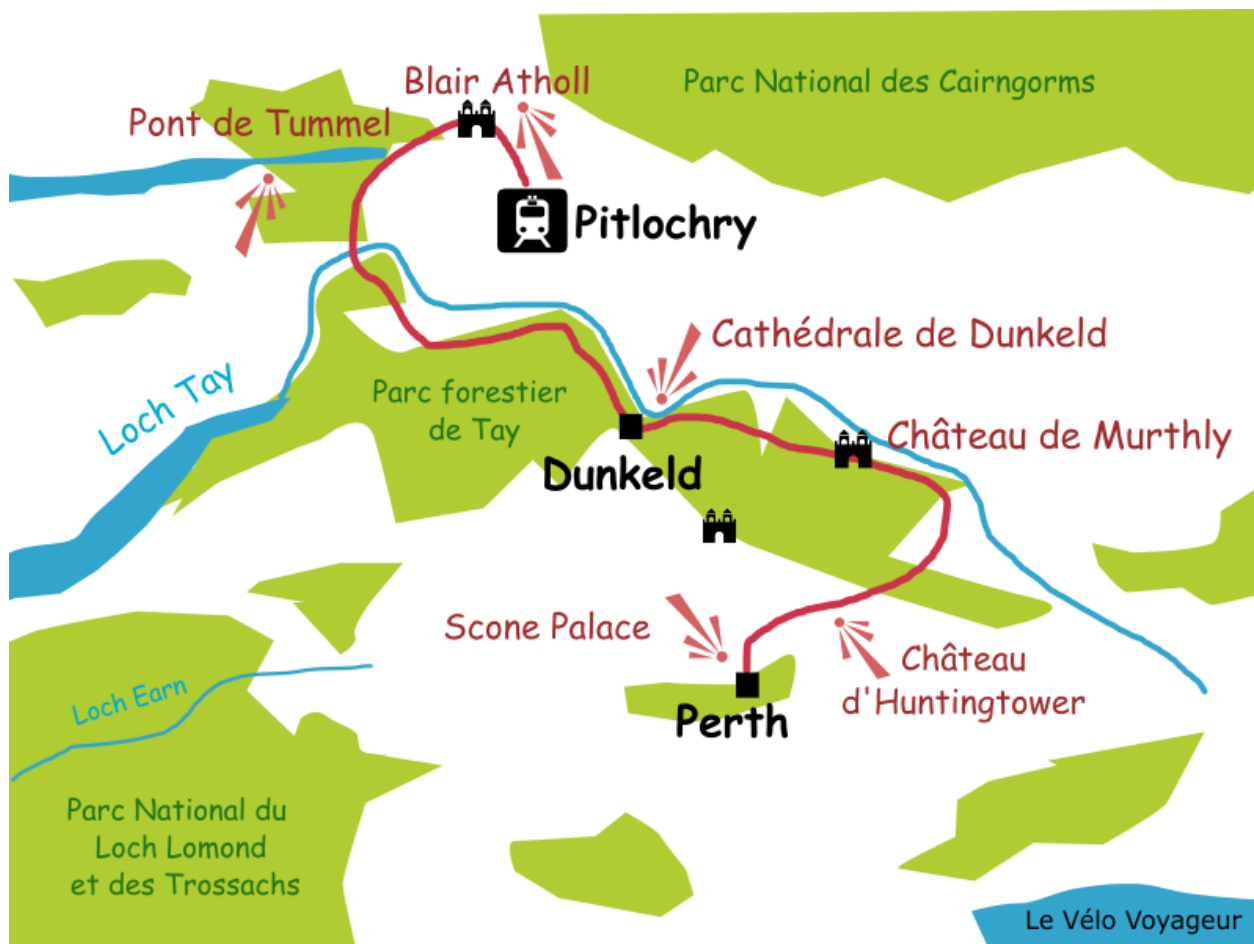 Blair Atholl
Parc National des Cairngorms
Pont de Tummel
Pitlochry
Cathédrale de Dunkeld
Loch Tay
Parc forestier
de Tay
Château de Murthly
Dunkeld
Scone Palace
Château
d'Huntingtower
Loch Earn
Perth
Parc National du
Loch Lomond
et des Trossachs
Le Vélo Voyageur